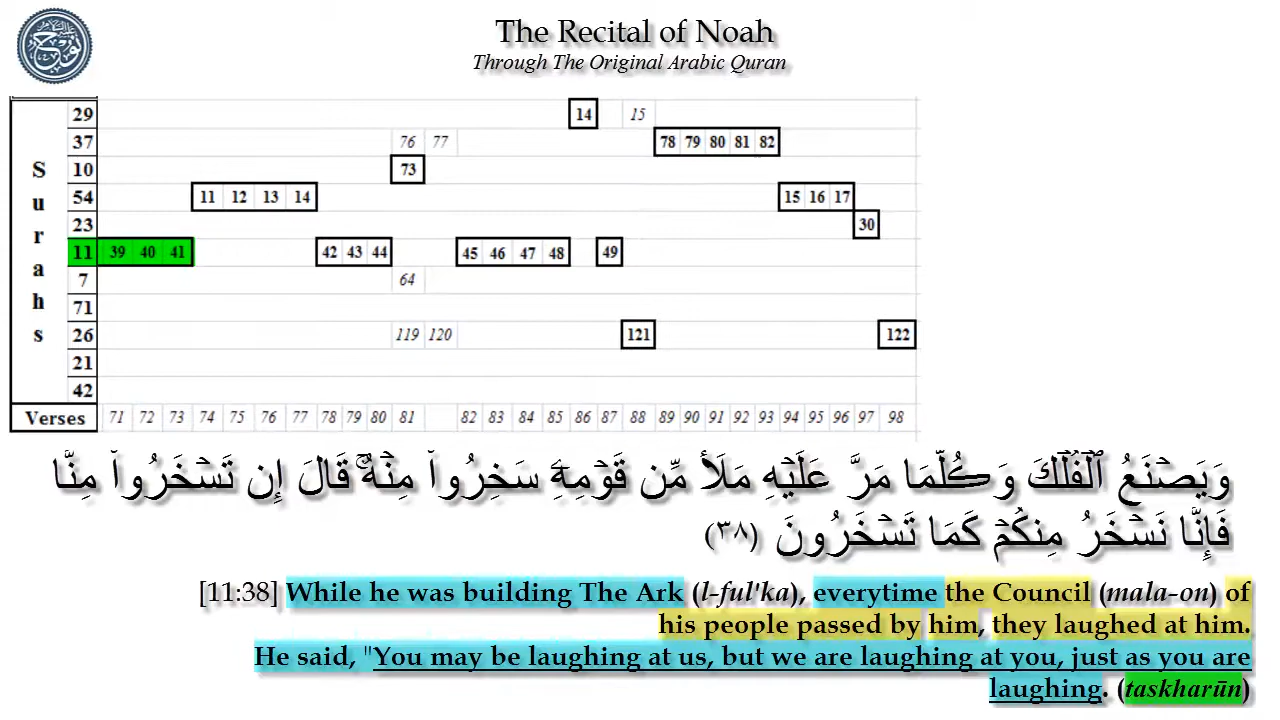 نوح
The Recital of Noah
Through The Original Arabic Quran
29 14 15
37 76 77 78 79 80 81 82
S 10 73
u 54 11 12 13 14 15 16 17
r 23 30
a 11 39 40 41 42 43 44 45 46 47 48 49
h 7 64
s 71
26 119 120 121 122
21
42
Verses 71 72 73 74 75 76 77 78 79 80 81 82 83 84 85 86 87 88 89 90 91 92 93 94 95 96 97 98
وَيَصۡنَعُ ٱلۡفُلۡكَ وَكُلَّمَا مَرَّ عَلَيۡهِ مَلَأٞ مِّن قَوۡمِهِۦ سَخِرُواْ مِنۡهُۚ قَالَ إِن تَسۡخَرُواْ مِنَّا
فَإِنَّا نَسۡخَرُ مِنكُمۡ كَمَا تَسۡخَرُونَ (٣٨)
[11:38] While he was building The Ark (l-ful'ka), everytime the Council (mala-on) of
his people passed by him, they laughed at him.
He said, "You may be laughing at us, but we are laughing at you, just as you are
laughing. (taskharūn)